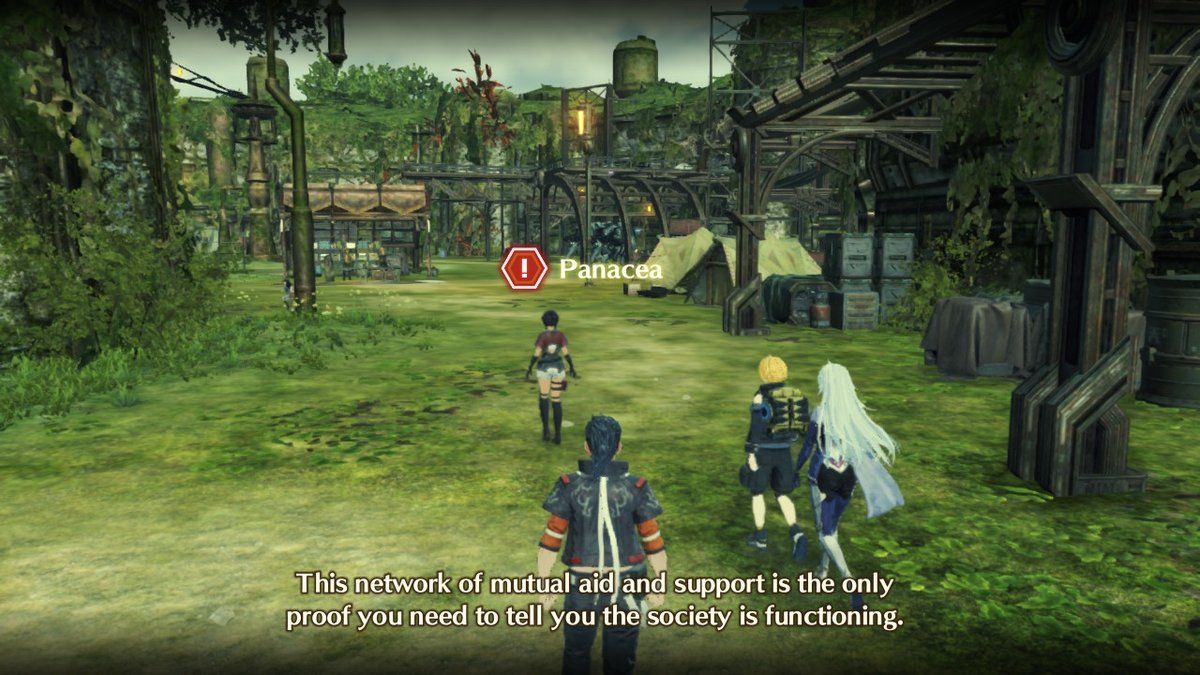 ! Panacea
This network of mutual aid and support is the only
proof you need to tell you the society is functioning.